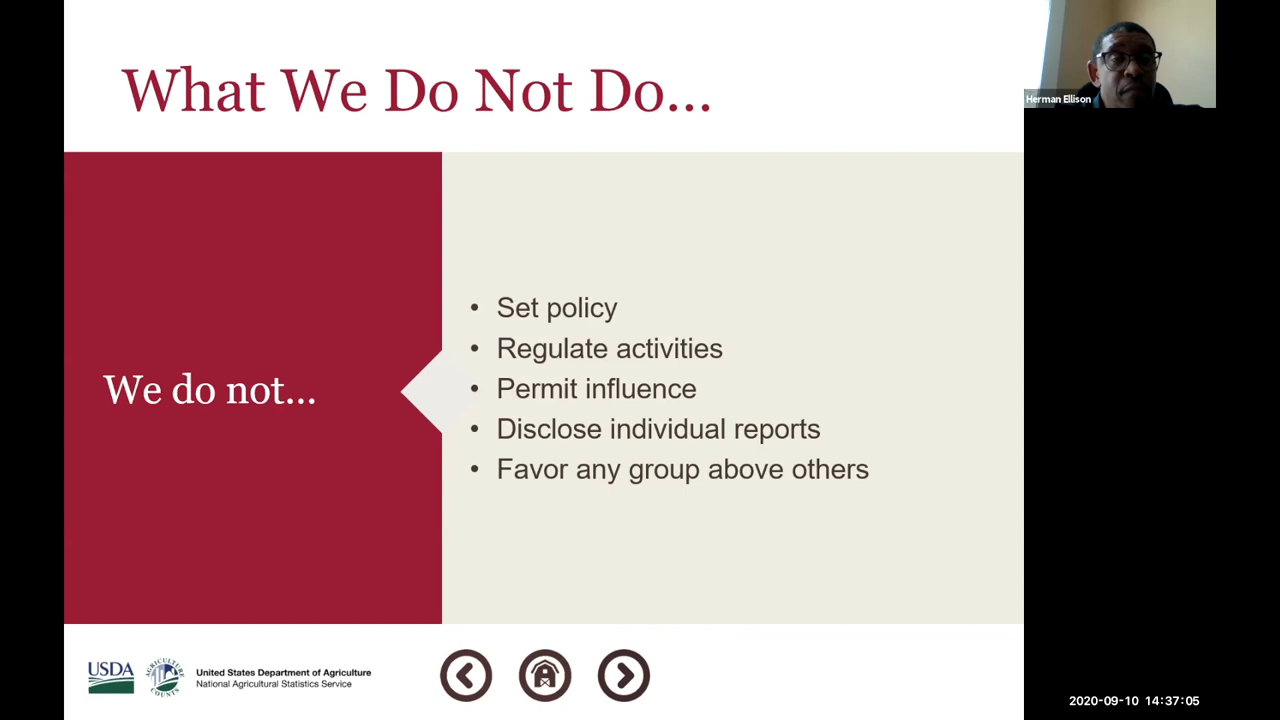 What We Do Not Do...
Herman Ellison
We do not...
• Set policy
• Regulate activities
• Permit influence
• Disclose individual reports
• Favor any group above others
USDA
AGRICULTURE COUNTS
United States Department of Agriculture
National Agricultural Statistics Service
2020-09-10 14:37:05